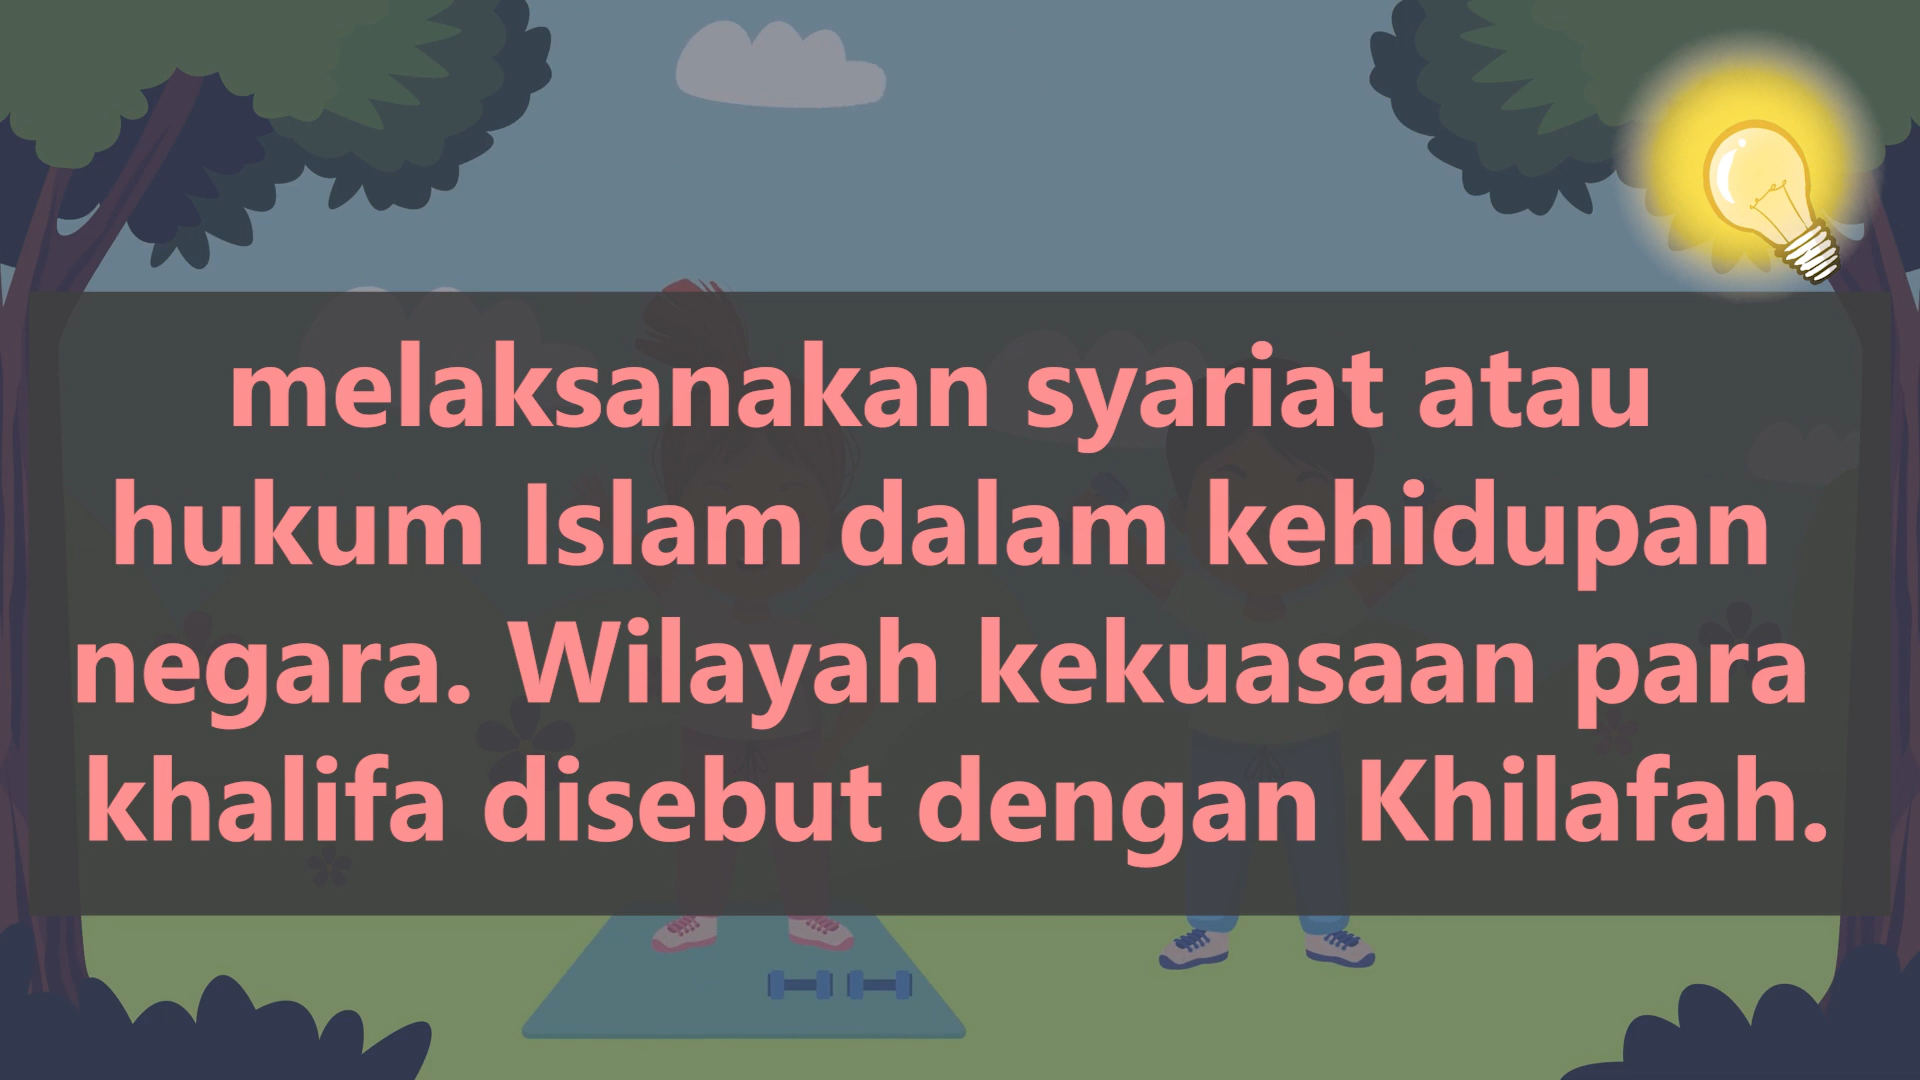 melaksanakan syariat atau
hukum Islam dalam kehidupan
negara. Wilayah kekuasaan para
khalifa disebut dengan Khilafah.